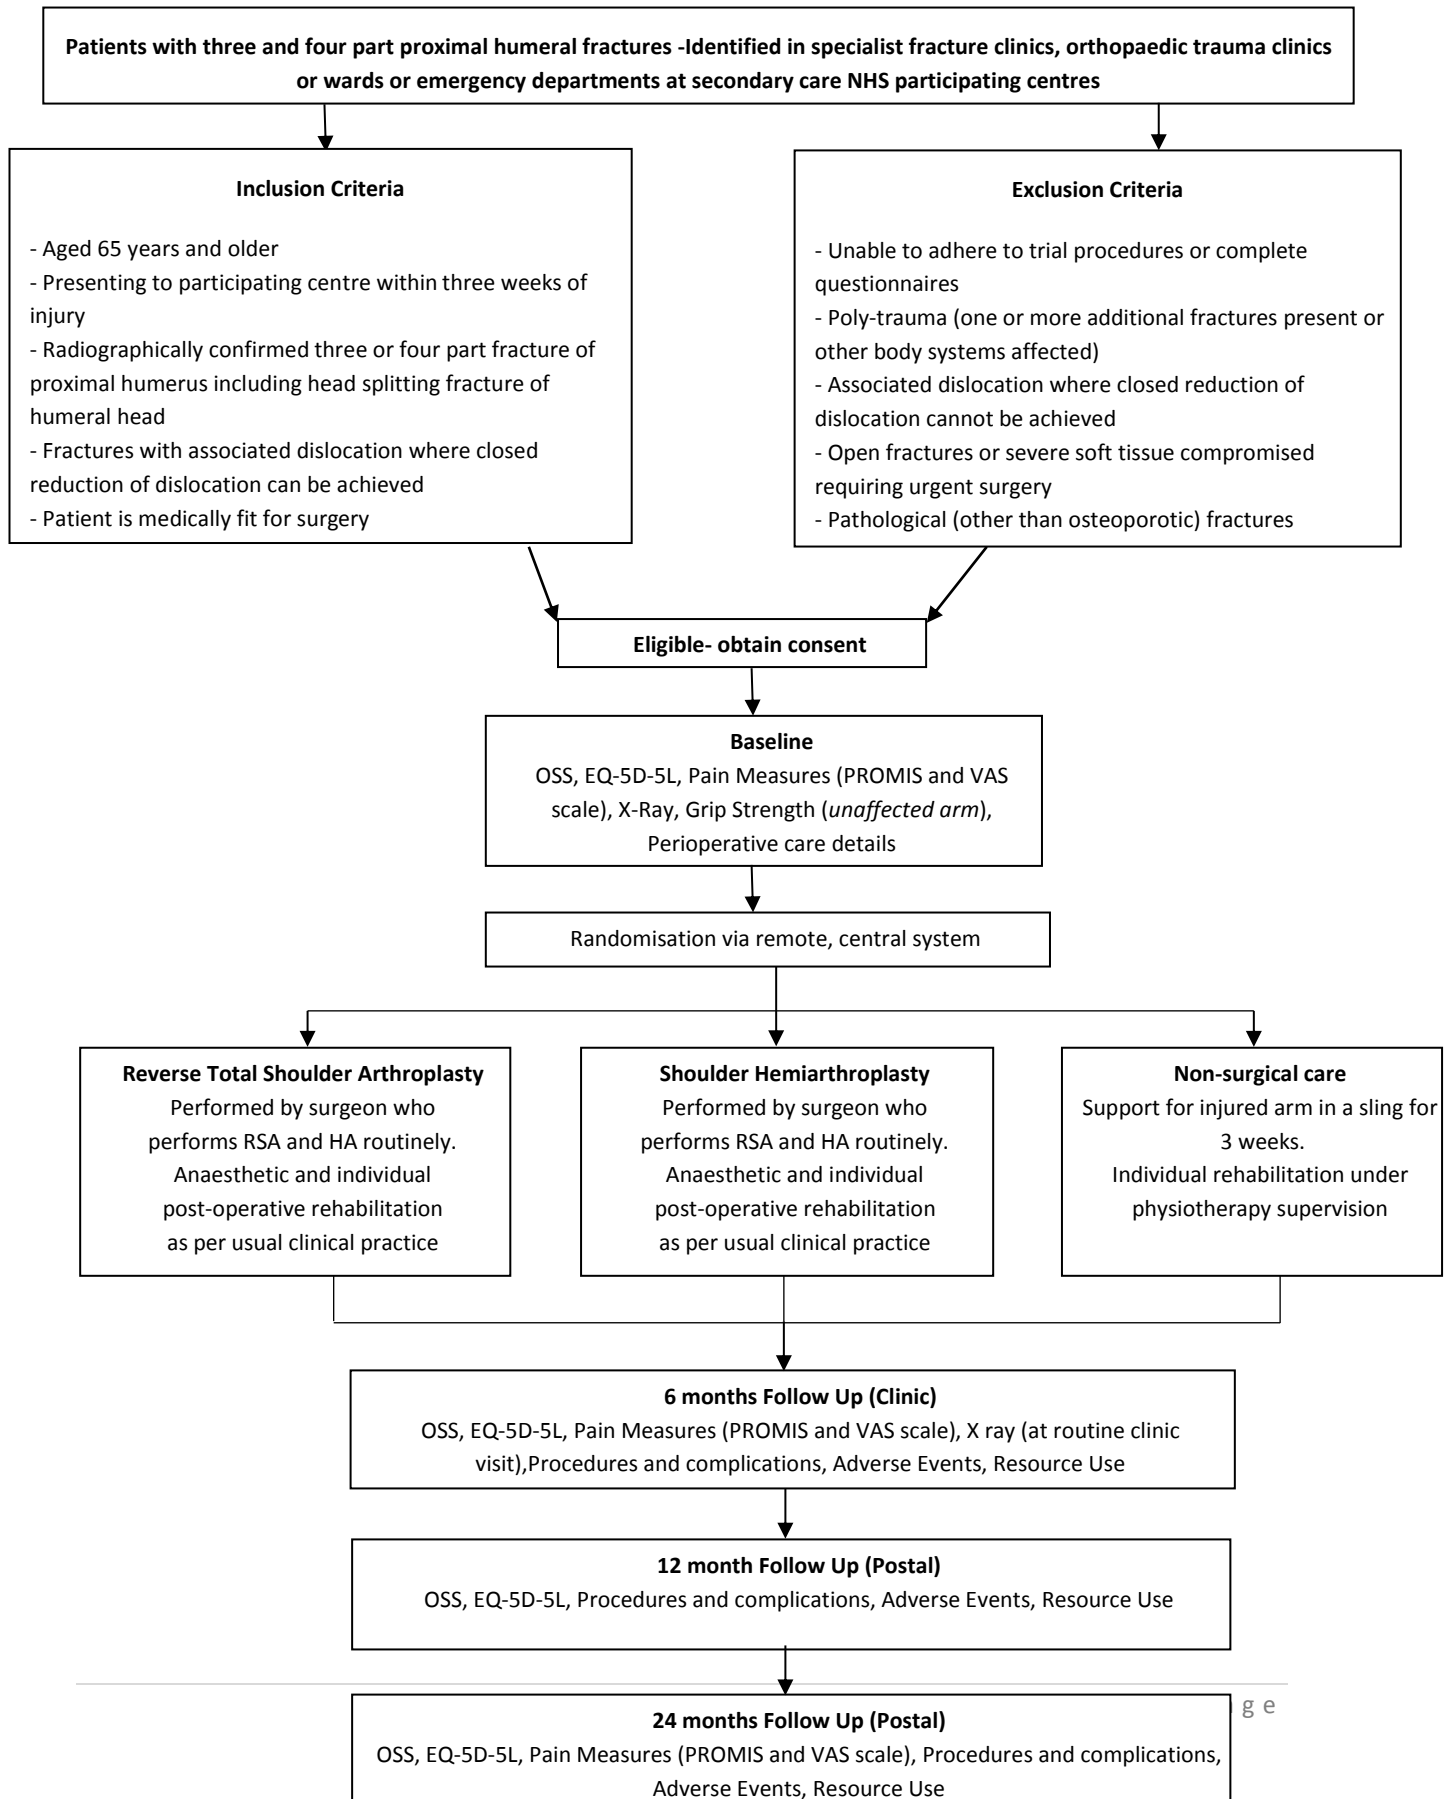 Patients with three and four part proximal humeral fractures -Identified in specialist fracture clinics, orthopaedic trauma clinics
or wards or emergency departments at secondary care NHS participating centres
Inclusion Criteria
- Aged 65 years and older
- Presenting to participating centre within three weeks of
injury
- Radiographically confirmed three or four part fracture of
proximal humerus including head splitting fracture of
humeral head
- Fractures with associated dislocation where closed
reduction of dislocation can be achieved
- Patient is medically fit for surgery
Exclusion Criteria
- Unable to adhere to trial procedures or complete
questionnaires
- Poly-trauma (one or more additional fractures present or
other body systems affected)
- Associated dislocation where closed reduction of
dislocation cannot be achieved
- Open fractures or severe soft tissue compromised
requiring urgent surgery
- Pathological (other than osteoporotic) fractures
Eligible- obtain consent
Baseline
OSS, EQ-5D-5L, Pain Measures (PROMIS and VAS
scale), X-Ray, Grip Strength (unaffected arm),
Perioperative care details
Randomisation via remote, central system
Reverse Total Shoulder Arthroplasty
Performed by surgeon who
performs RSA and HA routinely.
Anaesthetic and individual
post-operative rehabilitation
as per usual clinical practice
Shoulder Hemiarthroplasty
Performed by surgeon who
performs RSA and HA routinely.
Anaesthetic and individual
post-operative rehabilitation
as per usual clinical practice
Non-surgical care
Support for injured arm in a sling for
3 weeks.
Individual rehabilitation under
physiotherapy supervision
6 months Follow Up (Clinic)
OSS, EQ-5D-5L, Pain Measures (PROMIS and VAS scale), X ray (at routine clinic
visit),Procedures and complications, Adverse Events, Resource Use
12 month Follow Up (Postal)
OSS, EQ-5D-5L, Procedures and complications, Adverse Events, Resource Use
24 months Follow Up (Postal)
OSS, EQ-5D-5L, Pain Measures (PROMIS and VAS scale), Procedures and complications,
Adverse Events, Resource Use